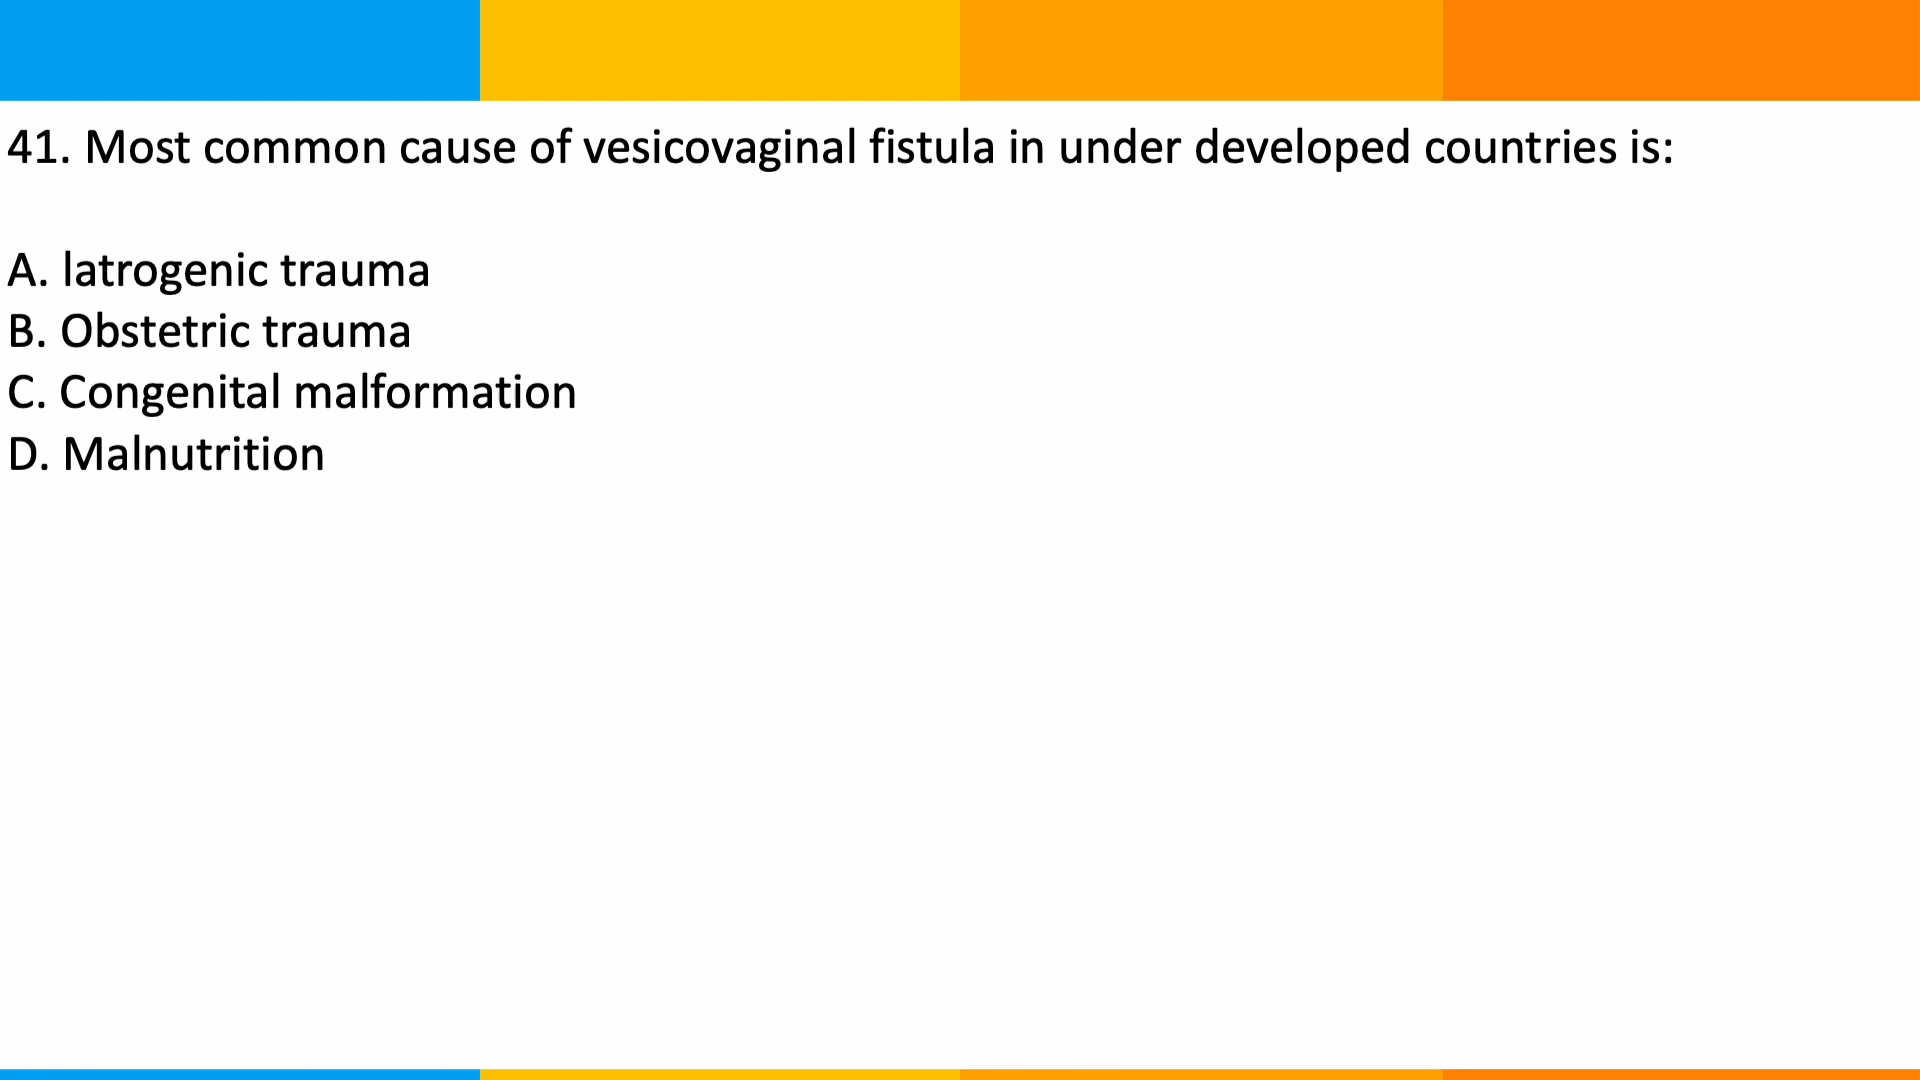 41. Most common cause of vesicovaginal fistula in under developed countries is:
A. Iatrogenic trauma
B. Obstetric trauma
C. Congenital malformation
D. Malnutrition